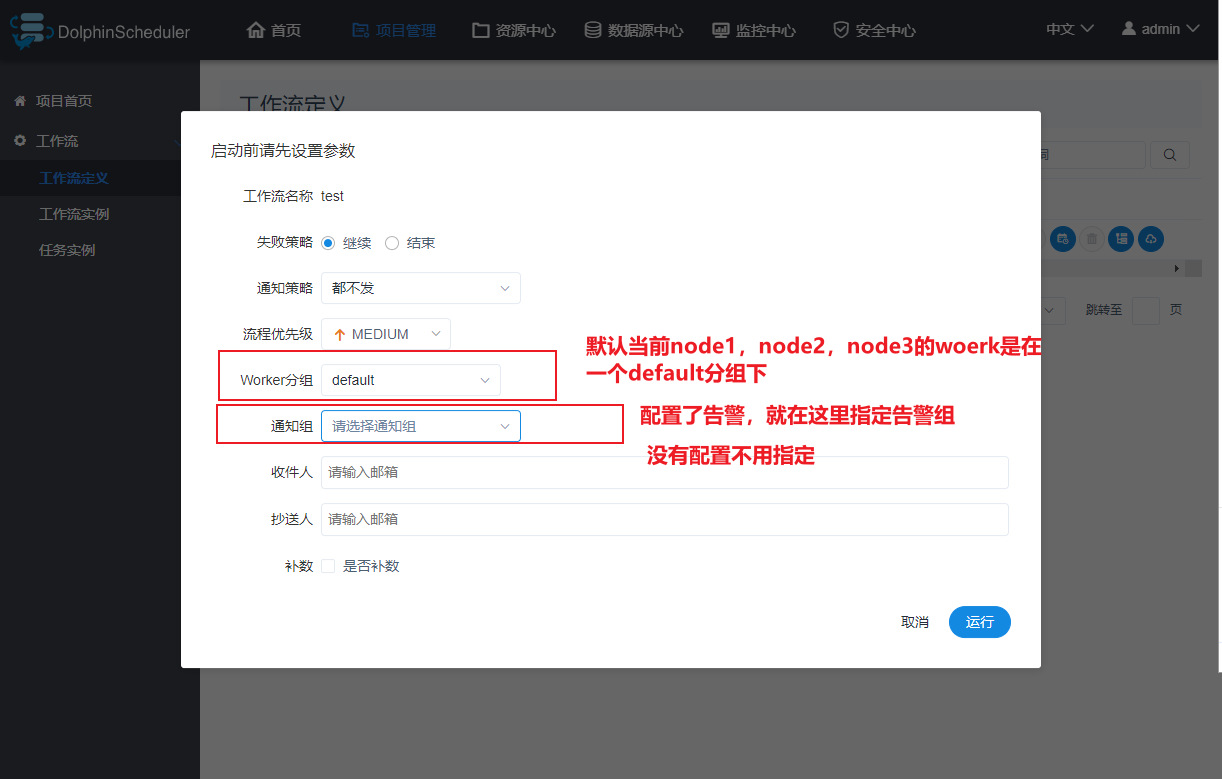 DolphinScheduler
首页
项目管理
资源中心
数据源中心
监控中心
安全中心
中文
admin
项目首页
工作流
工作流定义
工作流实例
任务实例
工作流定义
词
跳转至
页
启动前请先设置参数
工作流名称 test
失败策略 继续 结束
通知策略 都不发
流程优先级 MEDIUM
Worker分组 default
默认当前node1，node2，node3的woerk是在
一个default分组下
通知组 请选择通知组
配置了告警，就在这里指定告警组
没有配置不用指定
收件人 请输入邮箱
抄送人 请输入邮箱
补数 是否补数
取消
运行